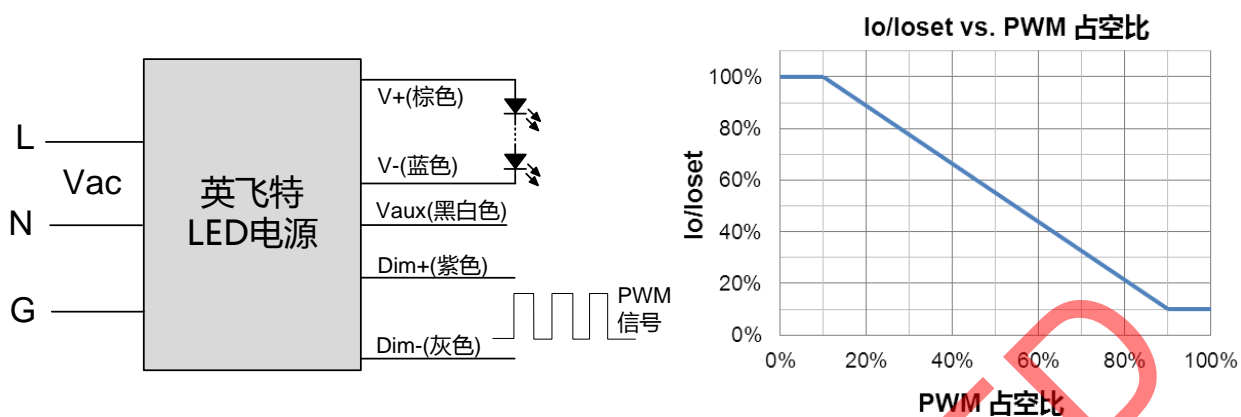 L
Vac
N
G
英飞特
LED电源
V+(棕色)
V-(蓝色)
Vaux(黑白色)
Dim+(紫色)
Dim-(灰色)
PWM
信号
Io/Ioset vs. PWM 占空比
Io/Ioset
100%
80%
60%
40%
20%
0%
0% 20% 40% 60% 80% 100%
PWM 占空比